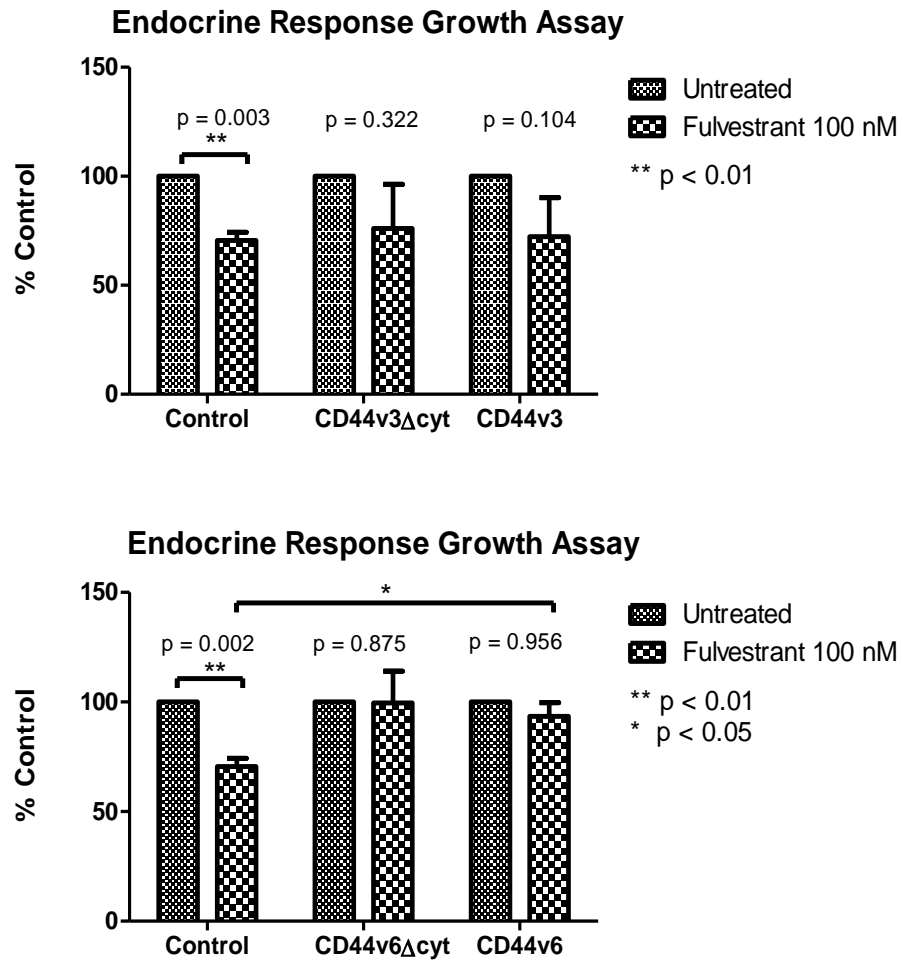 Endocrine Response Growth Assay
150
100
50
0
% Control
p = 0.003
**
p = 0.322
p = 0.104
Untreated
Fulvestrant 100 nM
** p < 0.01
Control
CD44v3Δcyt
CD44v3
Endocrine Response Growth Assay
150
100
50
0
% Control
*
p = 0.002
**
p = 0.875
p = 0.956
Untreated
Fulvestrant 100 nM
** p < 0.01
* p < 0.05
Control
CD44v6Δcyt
CD44v6